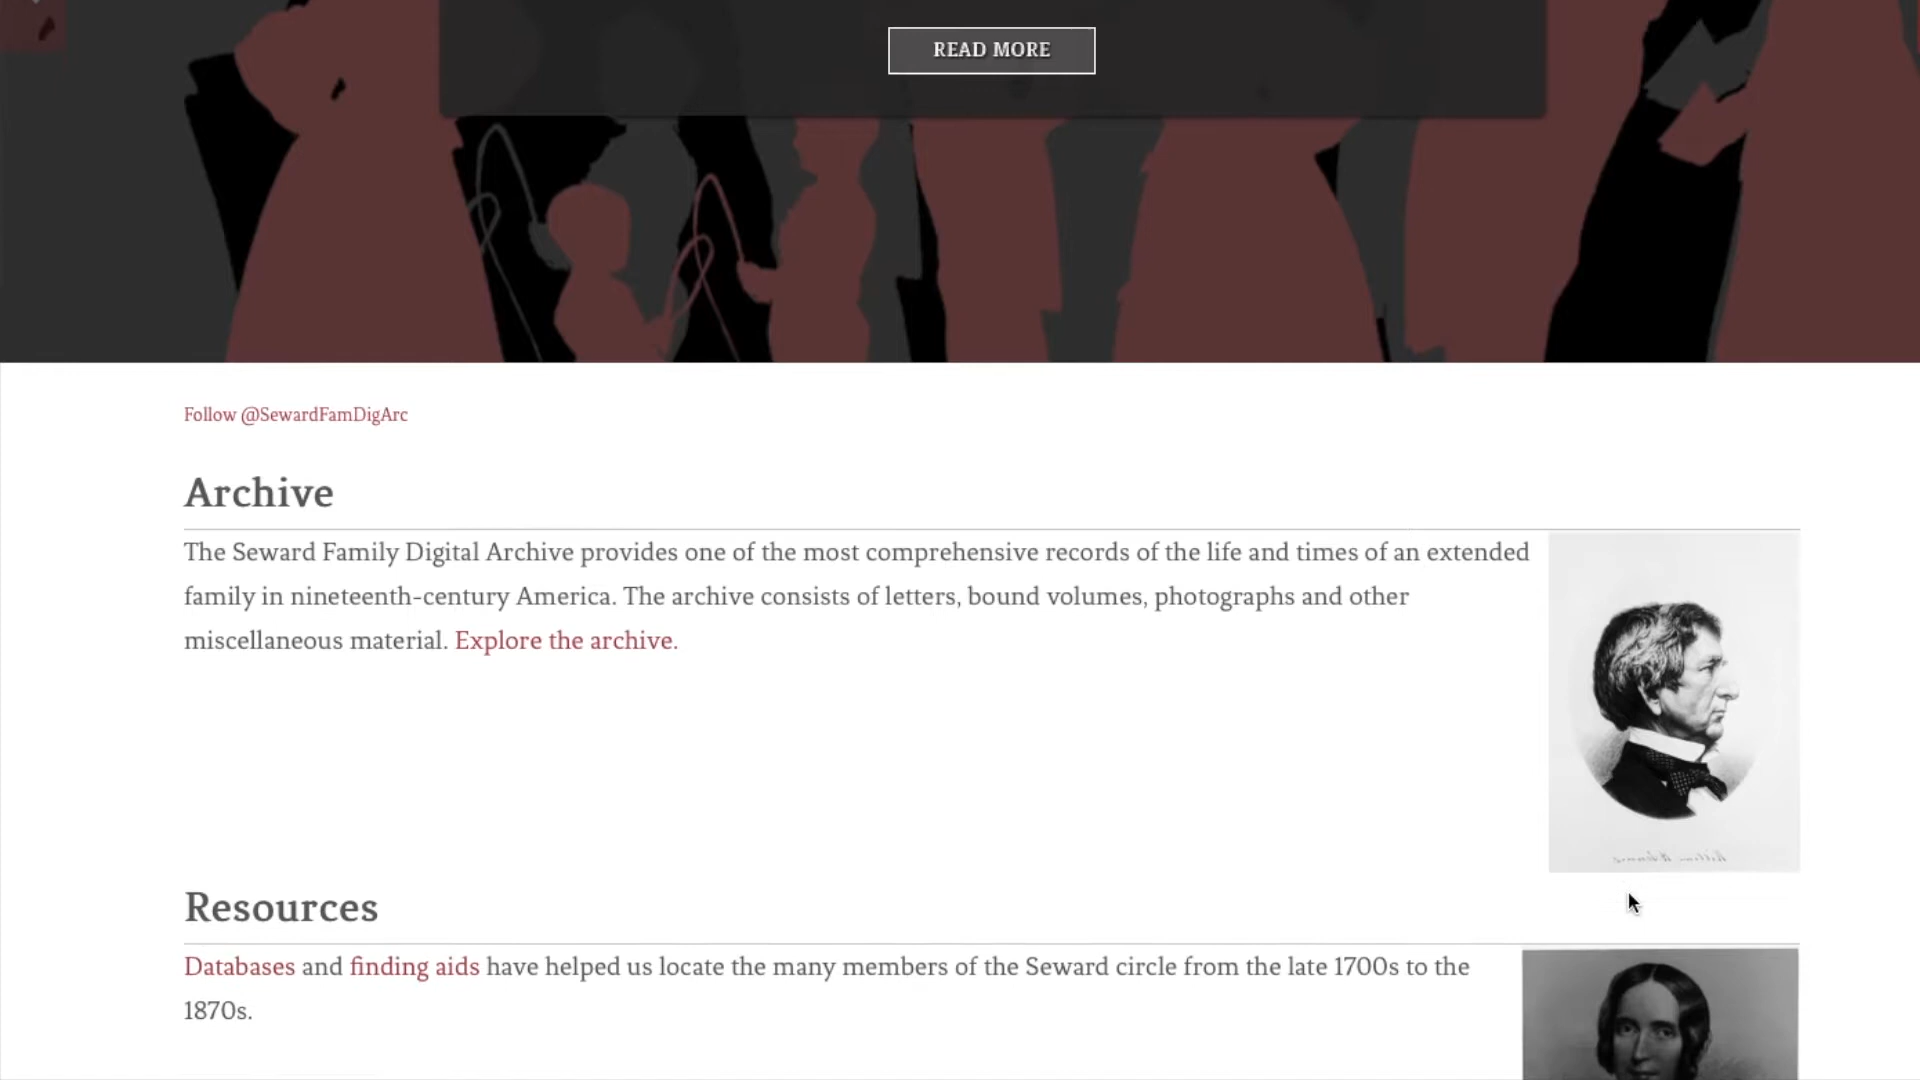 READ MORE
Follow @SewardFamDigArc
Archive
The Seward Family Digital Archive provides one of the most comprehensive records of the life and times of an extended
family in nineteenth-century America. The archive consists of letters, bound volumes, photographs and other
miscellaneous material. Explore the archive.
Resources
Databases and finding aids have helped us locate the many members of the Seward circle from the late 1700s to the
1870s.